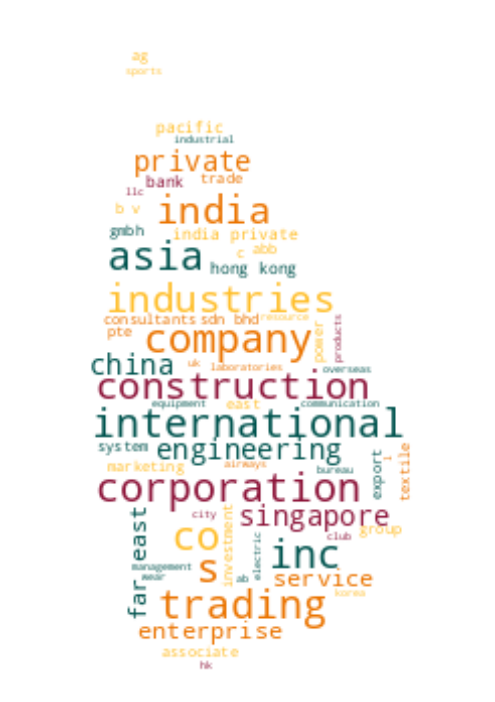 ag
sports
pacific
industrial
private
bank trade
llc
b v india
gmbh india private
asia c abb
hong kong
industries
consultants sdn bhd resource
pte company power products
china uk laboratories overseas
construction
equipment east communication
international
system engineering
marketing airways bureau export l textile
corporation
city singapore
far east co investment electric club group
s inc
management
wear ab service
trading korea
enterprise
associate
hk